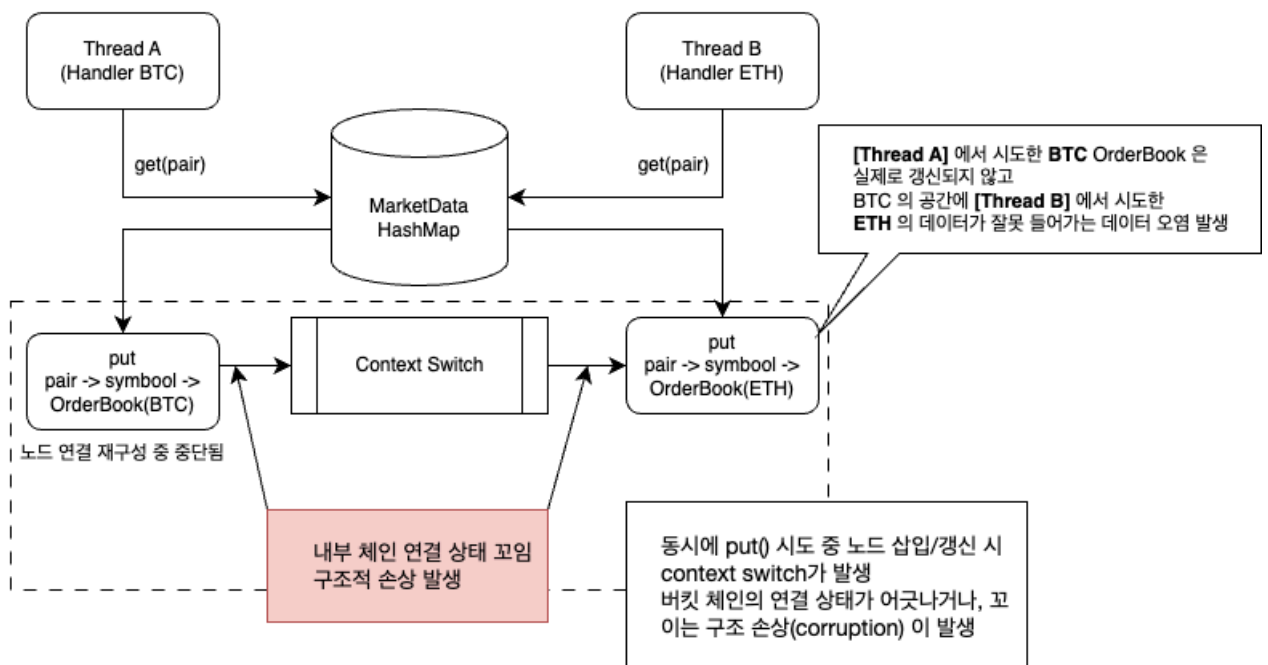 Thread A
(Handler BTC)
Thread B
(Handler ETH)
get(pair)
get(pair)
MarketData
HashMap
[Thread A] 에서 시도한 BTC OrderBook 은
실제로 갱신되지 않고
BTC 의 공간에 [Thread B] 에서 시도한
ETH 의 데이터가 잘못 들어가는 데이터 오염 발생
put
pair -> symbool ->
OrderBook(BTC)
Context Switch
put
pair -> symbool ->
OrderBook(ETH)
노드 연결 재구성 중 중단됨
내부 체인 연결 상태 꼬임
구조적 손상 발생
동시에 put() 시도 중 노드 삽입/갱신 시
context switch가 발생
버킷 체인의 연결 상태가 어긋나거나, 꼬
이는 구조 손상(corruption) 이 발생